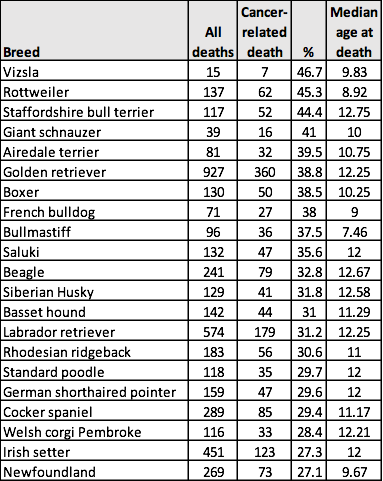 Breed All deaths Cancer-related death % Median age at death
Vizsla 15 7 46.7 9.83
Rottweiler 137 62 45.3 8.92
Staffordshire bull terrier 117 52 44.4 12.75
Giant schnauzer 39 16 41 10
Airedale terrier 81 32 39.5 10.75
Golden retriever 927 360 38.8 12.25
Boxer 130 50 38.5 10.25
French bulldog 71 27 38 9
Bullmastiff 96 36 37.5 7.46
Saluki 132 47 35.6 12
Beagle 241 79 32.8 12.67
Siberian Husky 129 41 31.8 12.58
Basset hound 142 44 31 11.29
Labrador retriever 574 179 31.2 12.25
Rhodesian ridgeback 183 56 30.6 11
Standard poodle 118 35 29.7 12
German shorthaired pointer 159 47 29.6 12
Cocker spaniel 289 85 29.4 11.17
Welsh corgi Pembroke 116 33 28.4 12.21
Irish setter 451 123 27.3 12
Newfoundland 269 73 27.1 9.67